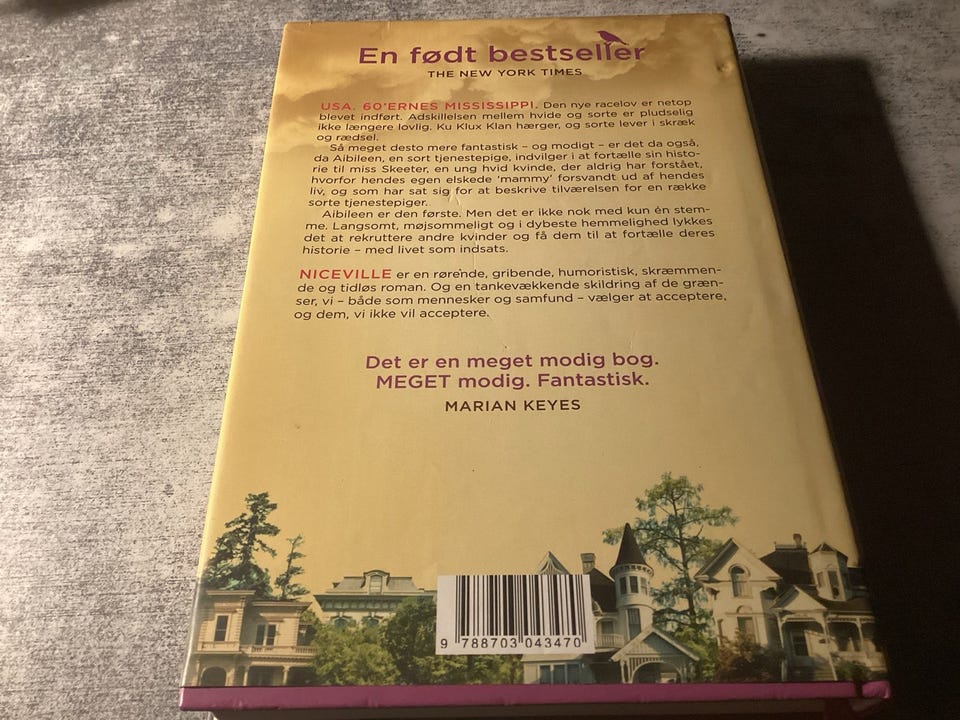 En født bestseller
THE NEW YORK TIMES
USA. 60'ERNES MISSISSIPPI. Den nye racelov er netop
blevet indført. Adskillelsen mellem hvide og sorte er pludselig
ikke længere lovlig. Ku Klux Klan hærger, og sorte lever i skræk
og rædsel.
Så meget desto mere fantastisk – og modigt – er det da også,
da Aibileen, en sort tjenestepige, indvilger i at fortælle sin histo-
rie til miss Skeeter, en ung hvid kvinde, der aldrig har forstået,
hvorfor hendes egen elskede 'mammy' forsvandt ud af hendes
liv, og som har sat sig for at beskrive tilværelsen for en række
sorte tjenestepiger.
Aibileen er den første. Men det er ikke nok med kun én stem-
me. Langsomt, møjsommeligt og i dybeste hemmelighed lykkes
det at rekruttere andre kvinder og få dem til at fortælle deres
historie – med livet som indsats.
NICEVILLE er en rørende, gribende, humoristisk, skræmmen-
de og tidløs roman. Og en tankevækkende skildring af de græn-
ser, vi – både som mennesker og samfund – vælger at acceptere,
og dem, vi ikke vil acceptere.
Det er en meget modig bog.
MEGET modig. Fantastisk.
MARIAN KEYES
9 788703 043470